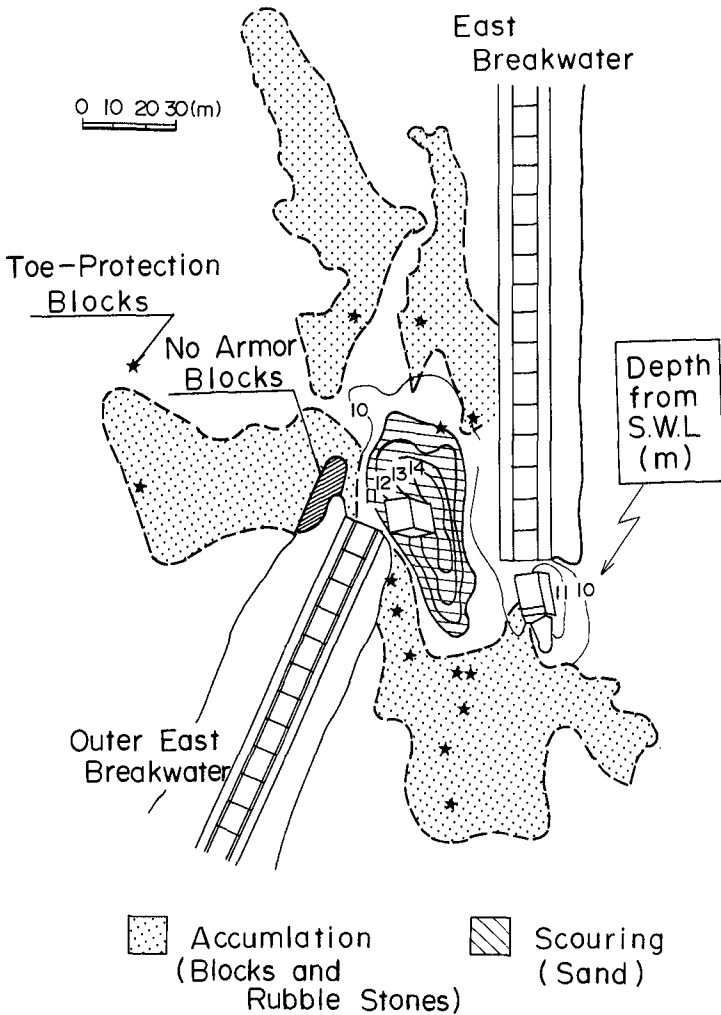 East
Breakwater
0 10 20 30(m)
Toe-Protection
Blocks
No Armor
Blocks
Depth
from
S.W.L
(m)
10
12 13 14
11 10
Outer East
Breakwater
Accumlation
(Blocks and
Rubble Stones)
Scouring
(Sand)